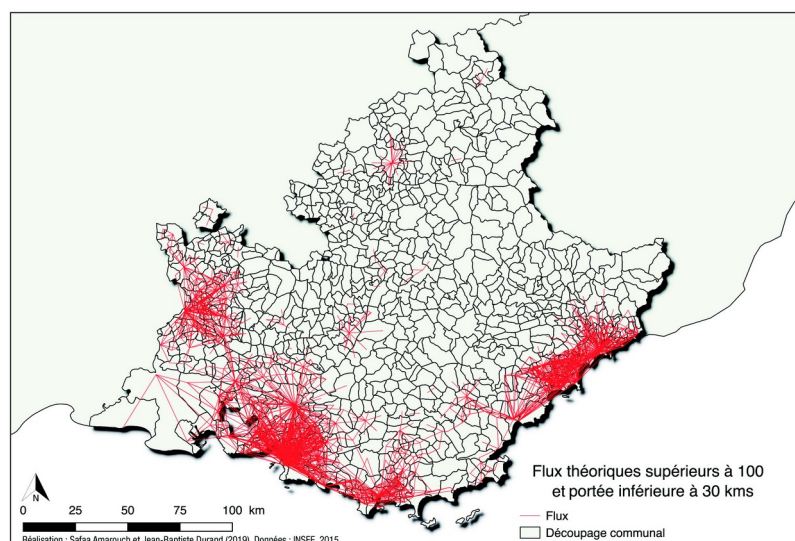 Flux théoriques supérieurs à 100
et portée inférieure à 30 kms
Flux
Découpage communal
N
0 25 50 75 100 km
Réalisation : Safaa Amarouch et Jean-Baptiste Durand (2019). Données : INSEE, 2015